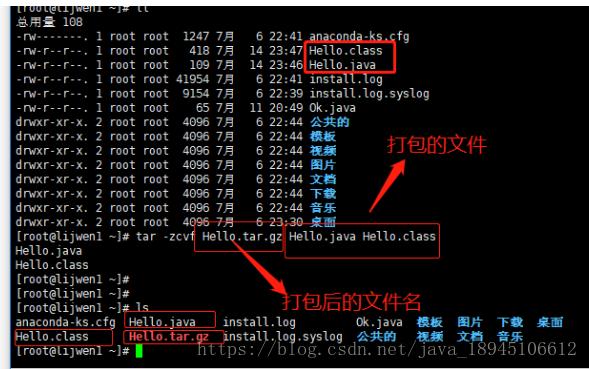 [root@lijwen1 ~]# ll
总用量 108
-rw-------. 1 root root 1247 7月 6 22:41 anaconda-ks.cfg
-rw-r--r--. 1 root root 418 7月 14 23:47 Hello.class
-rw-r--r--. 1 root root 109 7月 14 23:46 Hello.java
-rw-r--r--. 1 root root 41954 7月 6 22:41 install.log
-rw-r--r--. 1 root root 9154 7月 6 22:39 install.log.syslog
-rw-r--r--. 1 root root 65 7月 11 20:49 Ok.java
drwxr-xr-x. 2 root root 4096 7月 6 22:44 公共的
drwxr-xr-x. 2 root root 4096 7月 6 22:44 模板
drwxr-xr-x. 2 root root 4096 7月 6 22:44 视频
drwxr-xr-x. 2 root root 4096 7月 6 22:44 图片
drwxr-xr-x. 2 root root 4096 7月 6 22:44 文档
drwxr-xr-x. 2 root root 4096 7月 6 22:44 下载
drwxr-xr-x. 2 root root 4096 7月 6 22:44 音乐
drwxr-xr-x. 2 root root 4096 7月 6 23:30 桌面
打包的文件
[root@lijwen1 ~]# tar -zcvf Hello.tar.gz Hello.java Hello.class
Hello.java
Hello.class
[root@lijwen1 ~]#
[root@lijwen1 ~]#
打包后的文件名
[root@lijwen1 ~]# ls
anaconda-ks.cfg Hello.java install.log Ok.java 模板 图片 下载 桌面
Hello.class Hello.tar.gz install.log.syslog 公共的 视频 文档 音乐
[root@lijwen1 ~]#
https://blog.csdn.net/java_18945106612